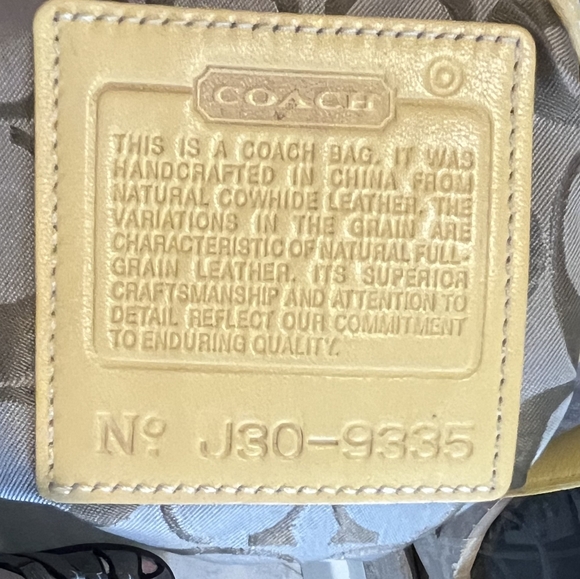 COACH
THIS IS A COACH BAG. IT WAS
HANDCRAFTED IN CHINA FROM
NATURAL COWHIDE LEATHER. THE
VARIATIONS IN THE GRAIN ARE
CHARACTERISTIC OF NATURAL FULL-
GRAIN LEATHER. ITS SUPERIOR
CRAFTSMANSHIP AND ATTENTION TO
DETAIL REFLECT OUR COMMITMENT
TO ENDURING QUALITY.
Nº J30-9335